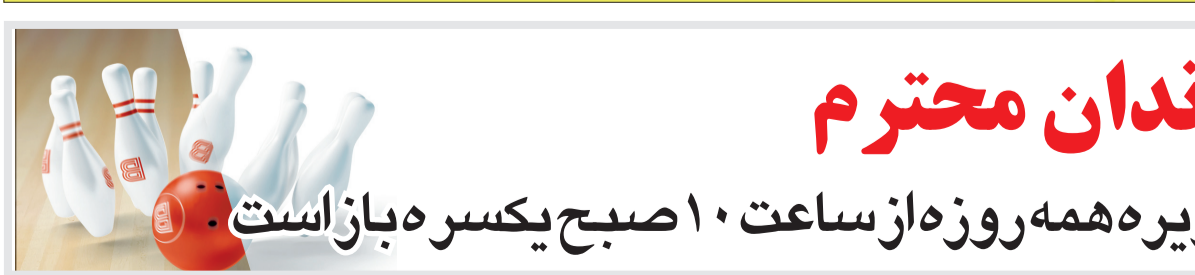 ندان محترم
یره همه روزه از ساعت ۱۰ صبح یکسره باز است